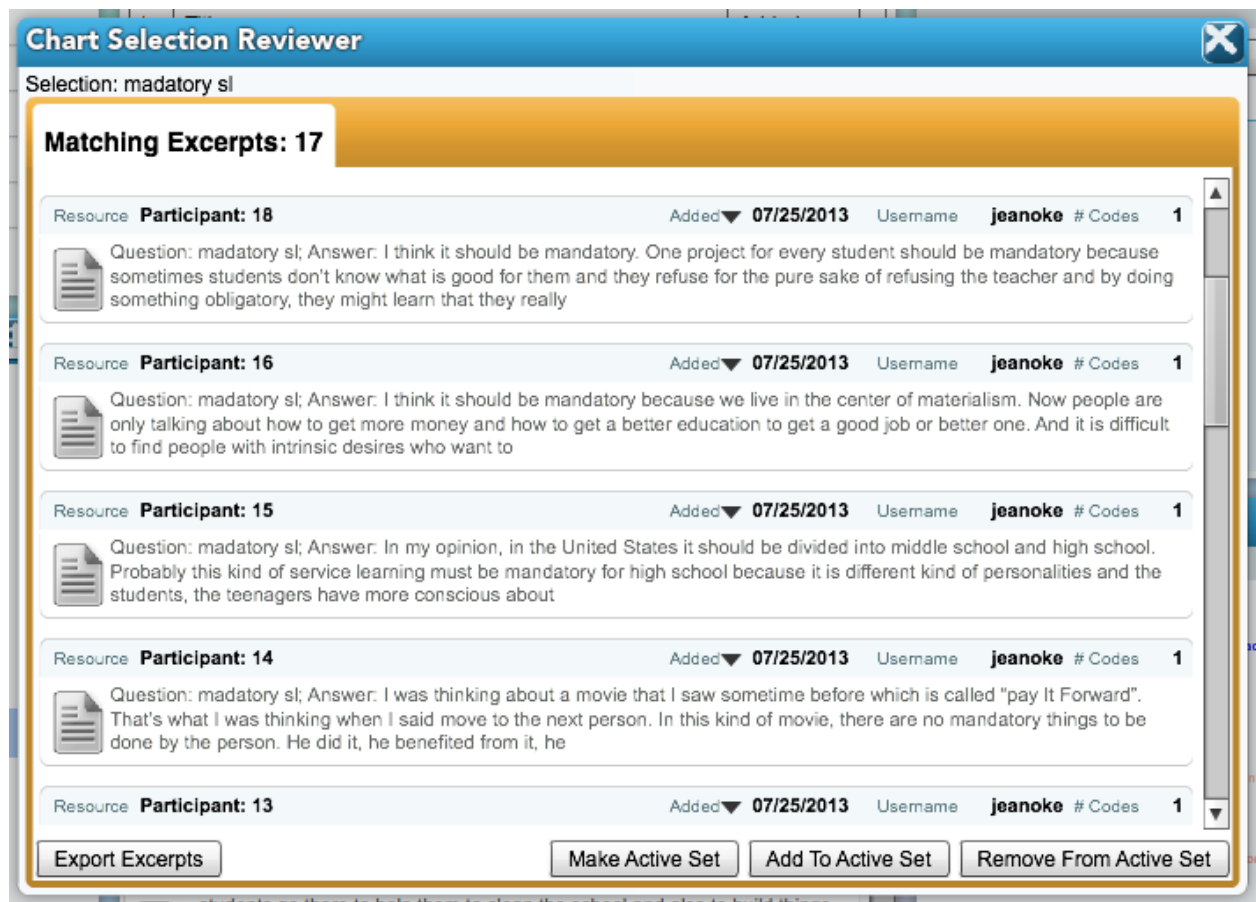 Chart Selection Reviewer
Selection: madatory sl
Matching Excerpts: 17
Resource Participant: 18 Added 07/25/2013 Username jeanoke # Codes 1
Question: madatory sl; Answer: I think it should be mandatory. One project for every student should be mandatory because
sometimes students don't know what is good for them and they refuse for the pure sake of refusing the teacher and by doing
something obligatory, they might learn that they really
Resource Participant: 16 Added 07/25/2013 Username jeanoke # Codes 1
Question: madatory sl; Answer: I think it should be mandatory because we live in the center of materialism. Now people are
only talking about how to get more money and how to get a better education to get a good job or better one. And it is difficult
to find people with intrinsic desires who want to
Resource Participant: 15 Added 07/25/2013 Username jeanoke # Codes 1
Question: madatory sl; Answer: In my opinion, in the United States it should be divided into middle school and high school.
Probably this kind of service learning must be mandatory for high school because it is different kind of personalities and the
students, the teenagers have more conscious about
Resource Participant: 14 Added 07/25/2013 Username jeanoke # Codes 1
Question: madatory sl; Answer: I was thinking about a movie that I saw sometime before which is called “pay It Forward”.
That's what I was thinking when I said move to the next person. In this kind of movie, there are no mandatory things to be
done by the person. He did it, he benefited from it, he
Resource Participant: 13 Added 07/25/2013 Username jeanoke # Codes 1
Export Excerpts Make Active Set Add To Active Set Remove From Active Set